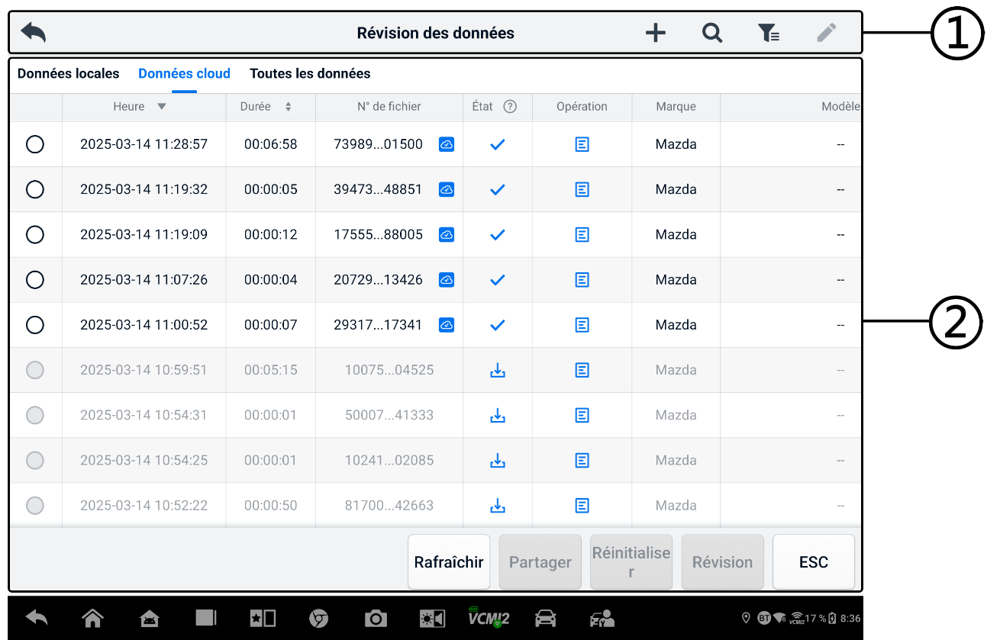 Révision des données
1
Données locales Données cloud Toutes les données
Heure Durée N° de fichier État ? Opération Marque Modèle
2025-03-14 11:28:57 00:06:58 73989...01500 Mazda --
2025-03-14 11:19:32 00:00:05 39473...48851 Mazda --
2025-03-14 11:19:09 00:00:12 17555...88005 Mazda --
2025-03-14 11:07:26 00:00:04 20729...13426 Mazda --
2025-03-14 11:00:52 00:00:07 29317...17341 Mazda --
2
2025-03-14 10:59:51 00:05:15 10075...04525 Mazda --
2025-03-14 10:54:31 00:00:01 50007...41333 Mazda --
2025-03-14 10:54:25 00:00:01 10241...02085 Mazda --
2025-03-14 10:52:22 00:00:50 81700...42663 Mazda --
Rafraîchir Partager Réinitialise
r Révision ESC
VCMI2 BT 6 VCMI2 17 % 8:36